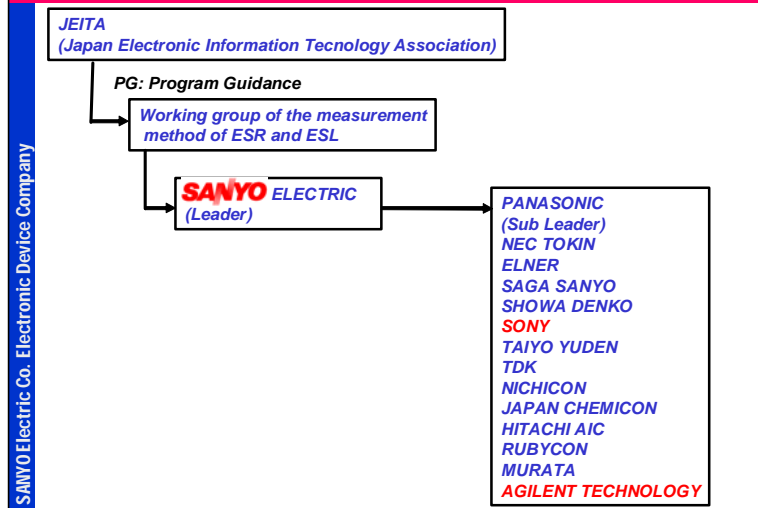 JEITA
(Japan Electronic Information Tecnology Association)
PG: Program Guidance
Working group of the measurement
method of ESR and ESL
SANYO ELECTRIC
(Leader)
PANASONIC
(Sub Leader)
NEC TOKIN
ELNER
SAGA SANYO
SHOWA DENKO
SONY
TAIYO YUDEN
TDK
NICHICON
JAPAN CHEMICON
HITACHI AIC
RUBYCON
MURATA
AGILENT TECHNOLOGY
SANYO Electric Co. Electronic Device Company